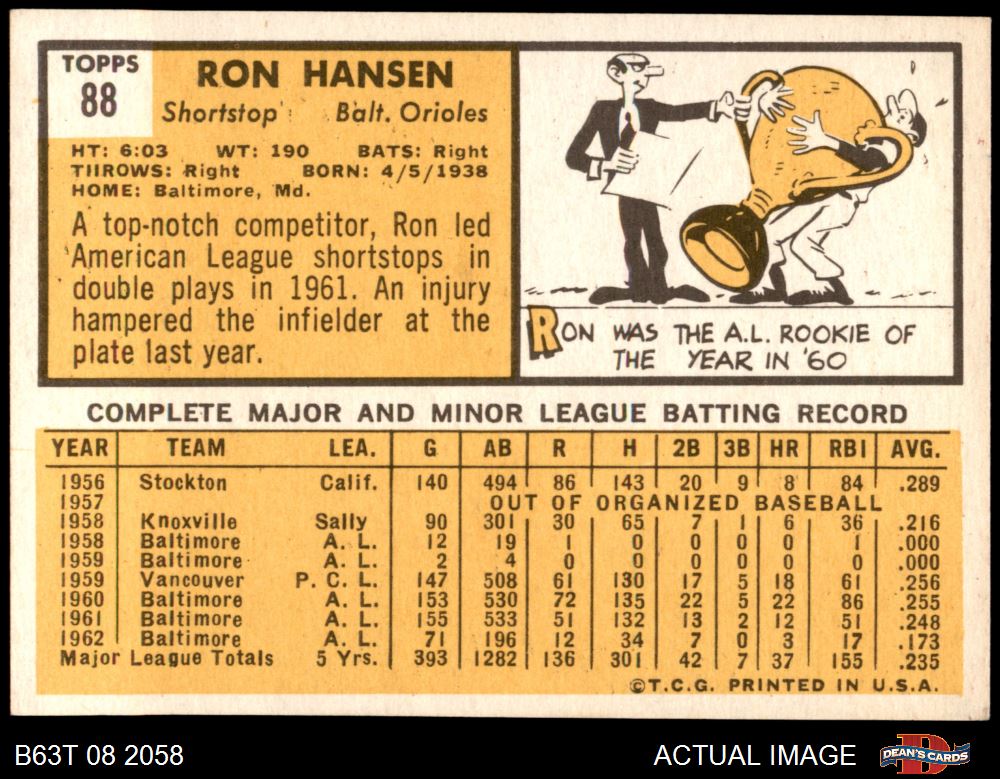 TOPPS
88
RON HANSEN
Shortstop Balt. Orioles
HT: 6:03 WT: 190 BATS: Right
THROWS: Right BORN: 4/5/1938
HOME: Baltimore, Md.
A top-notch competitor, Ron led
American League shortstops in
double plays in 1961. An injury
hampered the infielder at the
plate last year.
RON WAS THE A.L. ROOKIE OF
THE YEAR IN '60
COMPLETE MAJOR AND MINOR LEAGUE BATTING RECORD
YEAR TEAM LEA. G AB R H 2B 3B HR RBI AVG.
1956 Stockton Calif. 140 494 86 143 20 9 8 84 .289
1957 OUT OF ORGANIZED BASEBALL
1958 Knoxville Sally 90 301 30 65 7 1 6 36 .216
1958 Baltimore A. L. 12 19 1 0 0 0 0 1 .000
1959 Baltimore A. L. 2 4 0 0 0 0 0 0 .000
1959 Vancouver P. C. L. 147 508 61 130 17 5 18 61 .256
1960 Baltimore A. L. 153 530 72 135 22 5 22 86 .255
1961 Baltimore A. L. 155 533 51 132 13 2 12 51 .248
1962 Baltimore A. L. 71 196 12 34 7 0 3 17 .173
Major League Totals 5 Yrs. 393 1282 136 301 42 7 37 155 .235
©T.C.G. PRINTED IN U.S.A.
B63T 08 2058 ACTUAL IMAGE DEAN'S CARDS